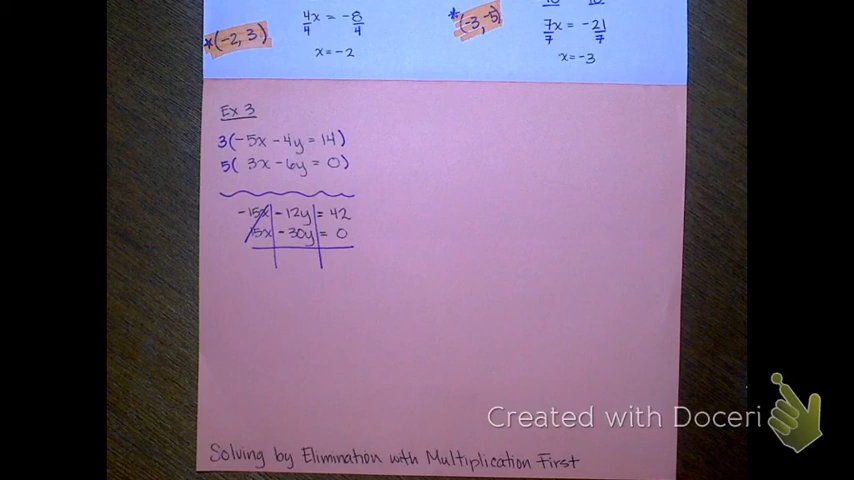 4x = -8
4 4
x = -2
*(-2, 3)
*(-3, -5)
10 10
7x = -21
7 7
x = -3
Ex 3
3(-5x - 4y = 14)
5( 3x - 6y = 0)
-15x - 12y = 42
15x - 30y = 0
Created with Doceri
Solving by Elimination with Multiplication First